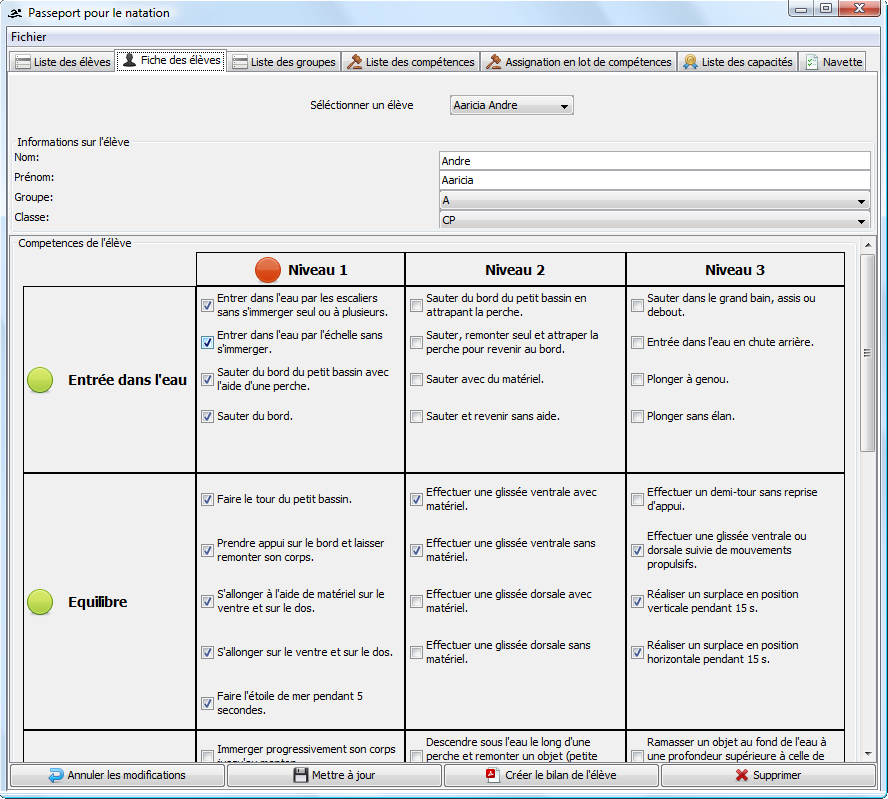 Passeport pour le natation
Fichier
Liste des élèves
Fiche des élèves
Liste des groupes
Liste des compétences
Assignation en lot de compétences
Liste des capacités
Navette
Séléctionner un élève
Aaricia Andre
Informations sur l'élève
Nom:
Andre
Prénom:
Aaricia
Groupe:
A
Classe:
CP
Competences de l'élève
Niveau 1
Niveau 2
Niveau 3
Entrée dans l'eau
Entrer dans l'eau par les escaliers
sans s'immerger seul ou à plusieurs.
Entrer dans l'eau par l'échelle sans
s'immerger.
Sauter du bord du petit bassin avec
l'aide d'une perche.
Sauter du bord.
Sauter du bord du petit bassin en
attrapant la perche.
Sauter, remonter seul et attraper la
perche pour revenir au bord.
Sauter avec du matériel.
Sauter et revenir sans aide.
Sauter dans le grand bain, assis ou
debout.
Entrée dans l'eau en chute arrière.
Plonger à genou.
Plonger sans élan.
Equilibre
Faire le tour du petit bassin.
Prendre appui sur le bord et laisser
remonter son corps.
S'allonger à l'aide de matériel sur le
ventre et sur le dos.
S'allonger sur le ventre et sur le dos.
Faire l'étoile de mer pendant 5
secondes.
Effectuer une glissée ventrale avec
matériel.
Effectuer une glissée ventrale sans
matériel.
Effectuer une glissée dorsale avec
matériel.
Effectuer une glissée dorsale sans
matériel.
Effectuer un demi-tour sans reprise
d'appui.
Effectuer une glissée ventrale ou
dorsale suivie de mouvements
propulsifs.
Réaliser un surplace en position
verticale pendant 15 s.
Réaliser un surplace en position
horizontale pendant 15 s.
Immerger progressivement son corps
Descendre sous l'eau le long d'une
perche et remonter un objet (petite
Ramasser un objet au fond de l'eau à
une profondeur supérieure à celle de
Annuler les modifications
Mettre à jour
Créer le bilan de l'élève
Supprimer